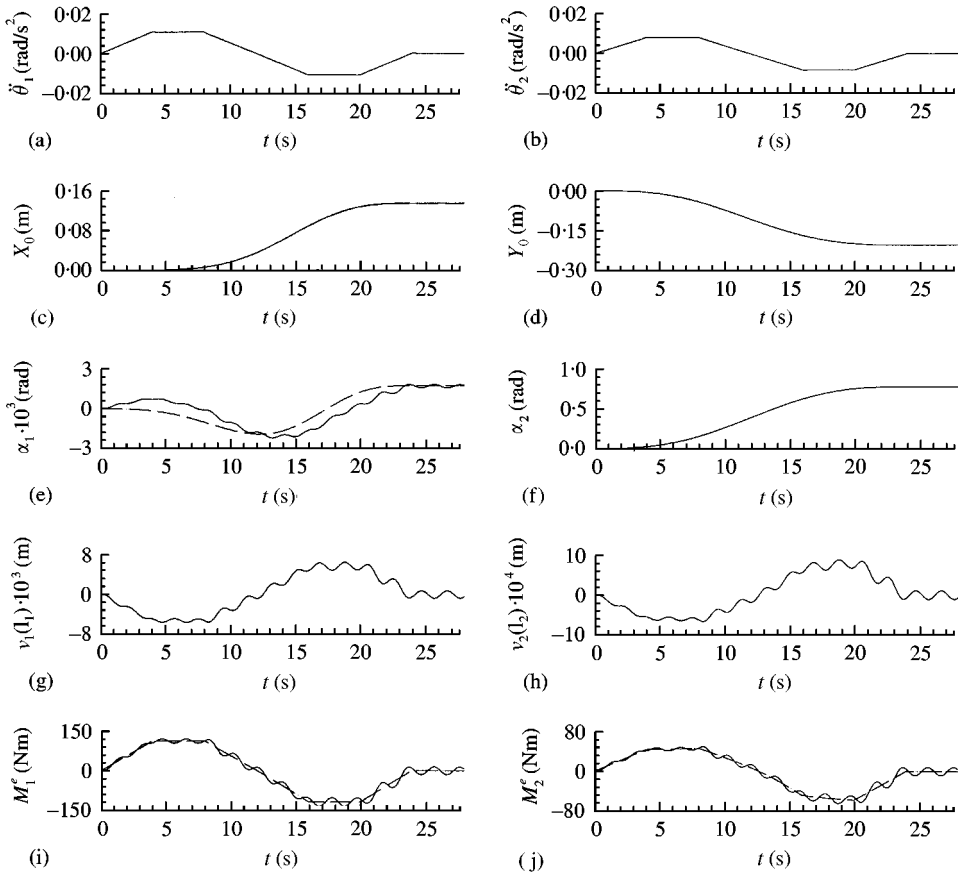 0·02 0·02
0·00 0·00
−0·02 −0·02
θ̈₁ (rad/s²) θ̈₂ (rad/s²)
0 5 10 15 20 25 0 5 10 15 20 25
(a) t (s) (b) t (s)
0·16 0·00
0·08 −0·15
0·00 −0·30
X₀ (m) Y₀ (m)
0 5 10 15 20 25 0 5 10 15 20 25
(c) t (s) (d) t (s)
3 1·0
0 0·5
−3 0·0
α₁·10³ (rad) α₂ (rad)
0 5 10 15 20 25 0 5 10 15 20 25
(e) t (s) (f) t (s)
8 10
0 0
−8 −10
v₁(l₁)·10³ (m) v₂(l₂)·10⁴ (m)
0 5 10 15 20 25 0 5 10 15 20 25
(g) t (s) (h) t (s)
150 80
0 0
−150 −80
M₁ᵉ (Nm) M₂ᵉ (Nm)
0 5 10 15 20 25 0 5 10 15 20 25
(i) t (s) (j) t (s)